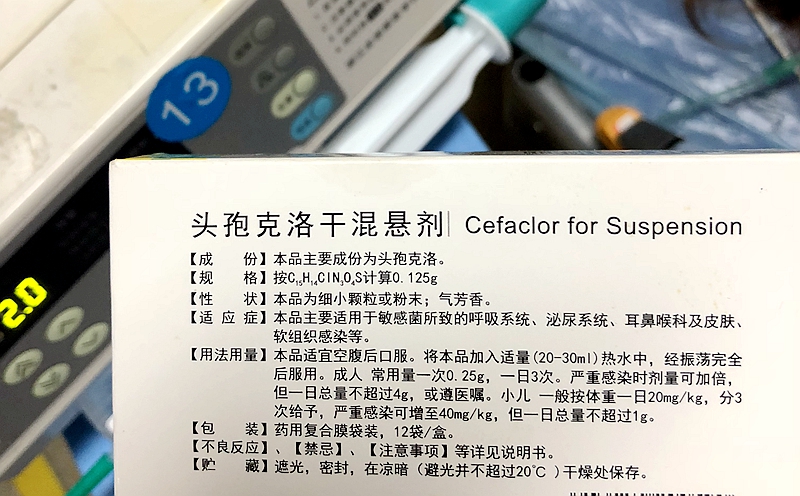 13
2.0
头孢克洛干混悬剂 Cefaclor for Suspension
【成 份】本品主要成份为头孢克洛。
【规 格】按C₁₅H₁₄ClN₃O₄S计算0.125g
【性 状】本品为细小颗粒或粉末；气芳香。
【适 应 症】本品主要适用于敏感菌所致的呼吸系统、泌尿系统、耳鼻喉科及皮肤、
软组织感染等。
【用法用量】本品适宜空腹后口服。将本品加入适量(20-30ml)热水中，经振荡完全
后服用。成人 常用量一次0.25g，一日3次。严重感染时剂量可加倍，
但一日总量不超过4g，或遵医嘱。小儿 一般按体重一日20mg/kg，分3
次给予，严重感染可增至40mg/kg，但一日总量不超过1g。
【包 装】药用复合膜袋装，12袋/盒。
【不良反应】、【禁忌】、【注意事项】等详见说明书。
【贮 藏】遮光，密封，在凉暗（避光并不超过20℃）干燥处保存。